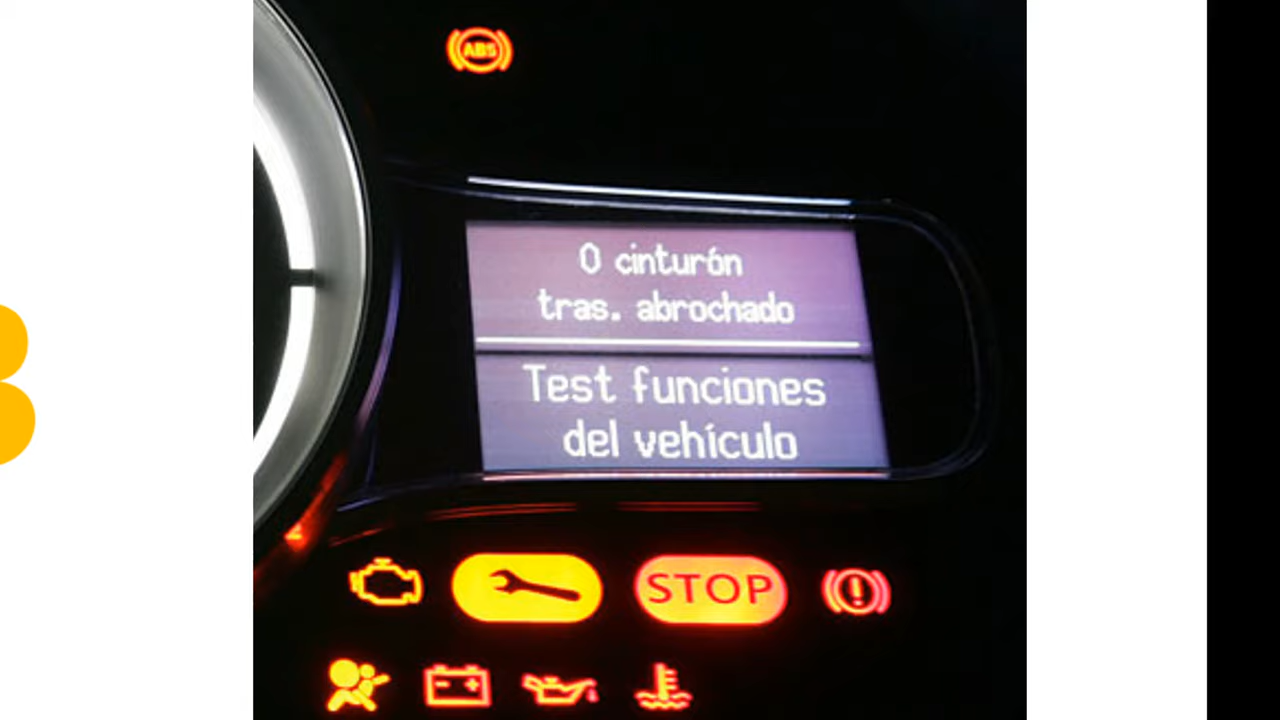 ABS
0 cinturón
tras. abrochado
Test funciones
del vehículo
STOP